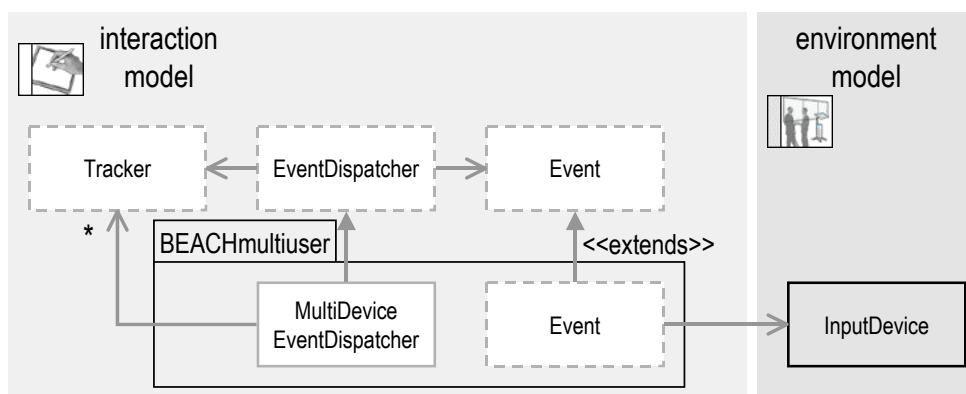 interaction
model
environment
model
Tracker
EventDispatcher
Event
*
BEACHmultiuser
<<extends>>
MultiDevice
EventDispatcher
Event
InputDevice